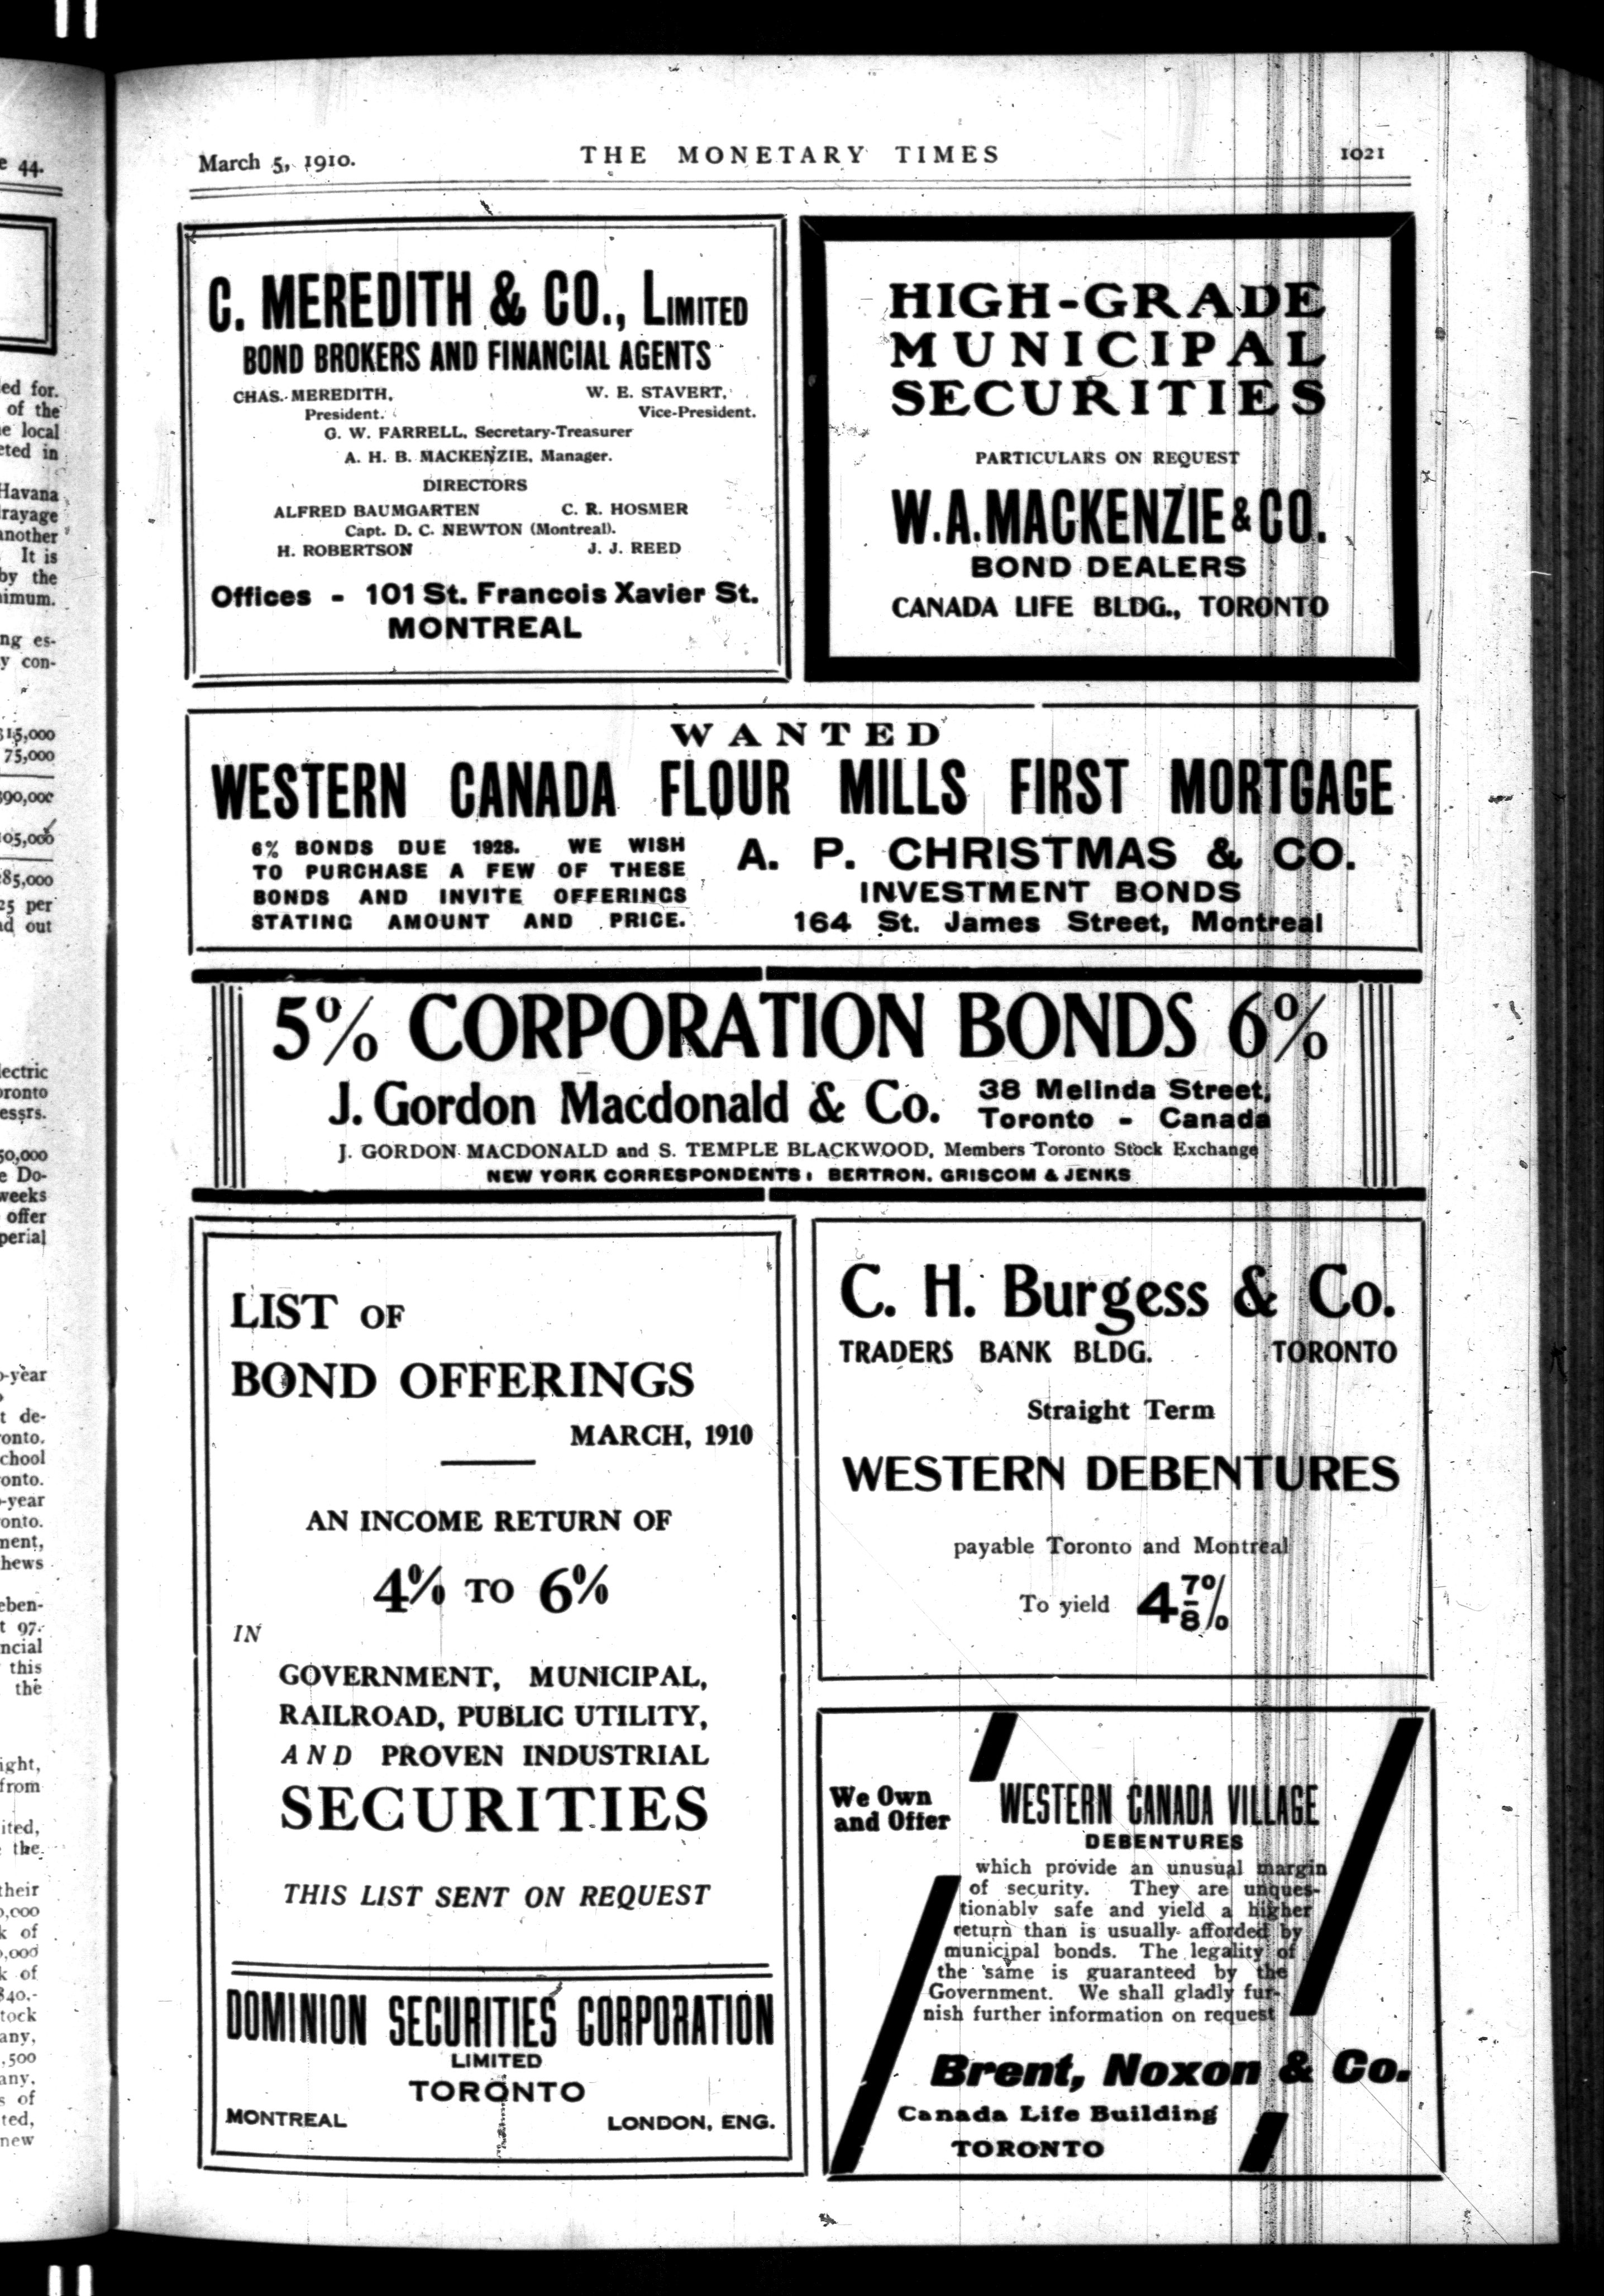 March 5, 1910.
THE MONETARY TIMES
1021
C. MEREDITH & CO., LIMITED
BOND BROKERS AND FINANCIAL AGENTS
CHAS. MEREDITH, W. E. STAVERT,
President. Vice-President.
G. W. FARRELL, Secretary-Treasurer
A. H. B. MACKENZIE, Manager.
DIRECTORS
ALFRED BAUMGARTEN C. R. HOSMER
Capt. D. C. NEWTON (Montreal).
H. ROBERTSON J. J. REED
Offices - 101 St. Francois Xavier St.
MONTREAL
HIGH-GRADE
MUNICIPAL
SECURITIES
PARTICULARS ON REQUEST
W. A. MACKENZIE & CO.
BOND DEALERS
CANADA LIFE BLDG., TORONTO
WANTED
WESTERN CANADA FLOUR MILLS FIRST MORTGAGE
6% BONDS DUE 1928. WE WISH
TO PURCHASE A FEW OF THESE
BONDS AND INVITE OFFERINGS
STATING AMOUNT AND PRICE.
A. P. CHRISTMAS & CO.
INVESTMENT BONDS
164 St. James Street, Montreal
5% CORPORATION BONDS 6%
J. Gordon Macdonald & Co.
38 Melinda Street,
Toronto - Canada
J. GORDON MACDONALD and S. TEMPLE BLACKWOOD, Members Toronto Stock Exchange
NEW YORK CORRESPONDENTS: BERTRON, GRISCOM & JENKS
LIST OF
BOND OFFERINGS
MARCH, 1910
AN INCOME RETURN OF
4% TO 6%
IN
GOVERNMENT, MUNICIPAL,
RAILROAD, PUBLIC UTILITY,
AND PROVEN INDUSTRIAL
SECURITIES
THIS LIST SENT ON REQUEST
DOMINION SECURITIES CORPORATION
LIMITED
TORONTO
MONTREAL LONDON, ENG.
C. H. Burgess & Co.
TRADERS BANK BLDG. TORONTO
Straight Term
WESTERN DEBENTURES
payable Toronto and Montreal
To yield 4⅞%
We Own
and Offer
WESTERN CANADA VILLAGE
DEBENTURES
which provide an unusual margin
of security. They are unques-
tionably safe and yield a higher
return than is usually afforded by
municipal bonds. The legality of
the same is guaranteed by the
Government. We shall gladly fur-
nish further information on request
Brent, Noxon & Co.
Canada Life Building
TORONTO